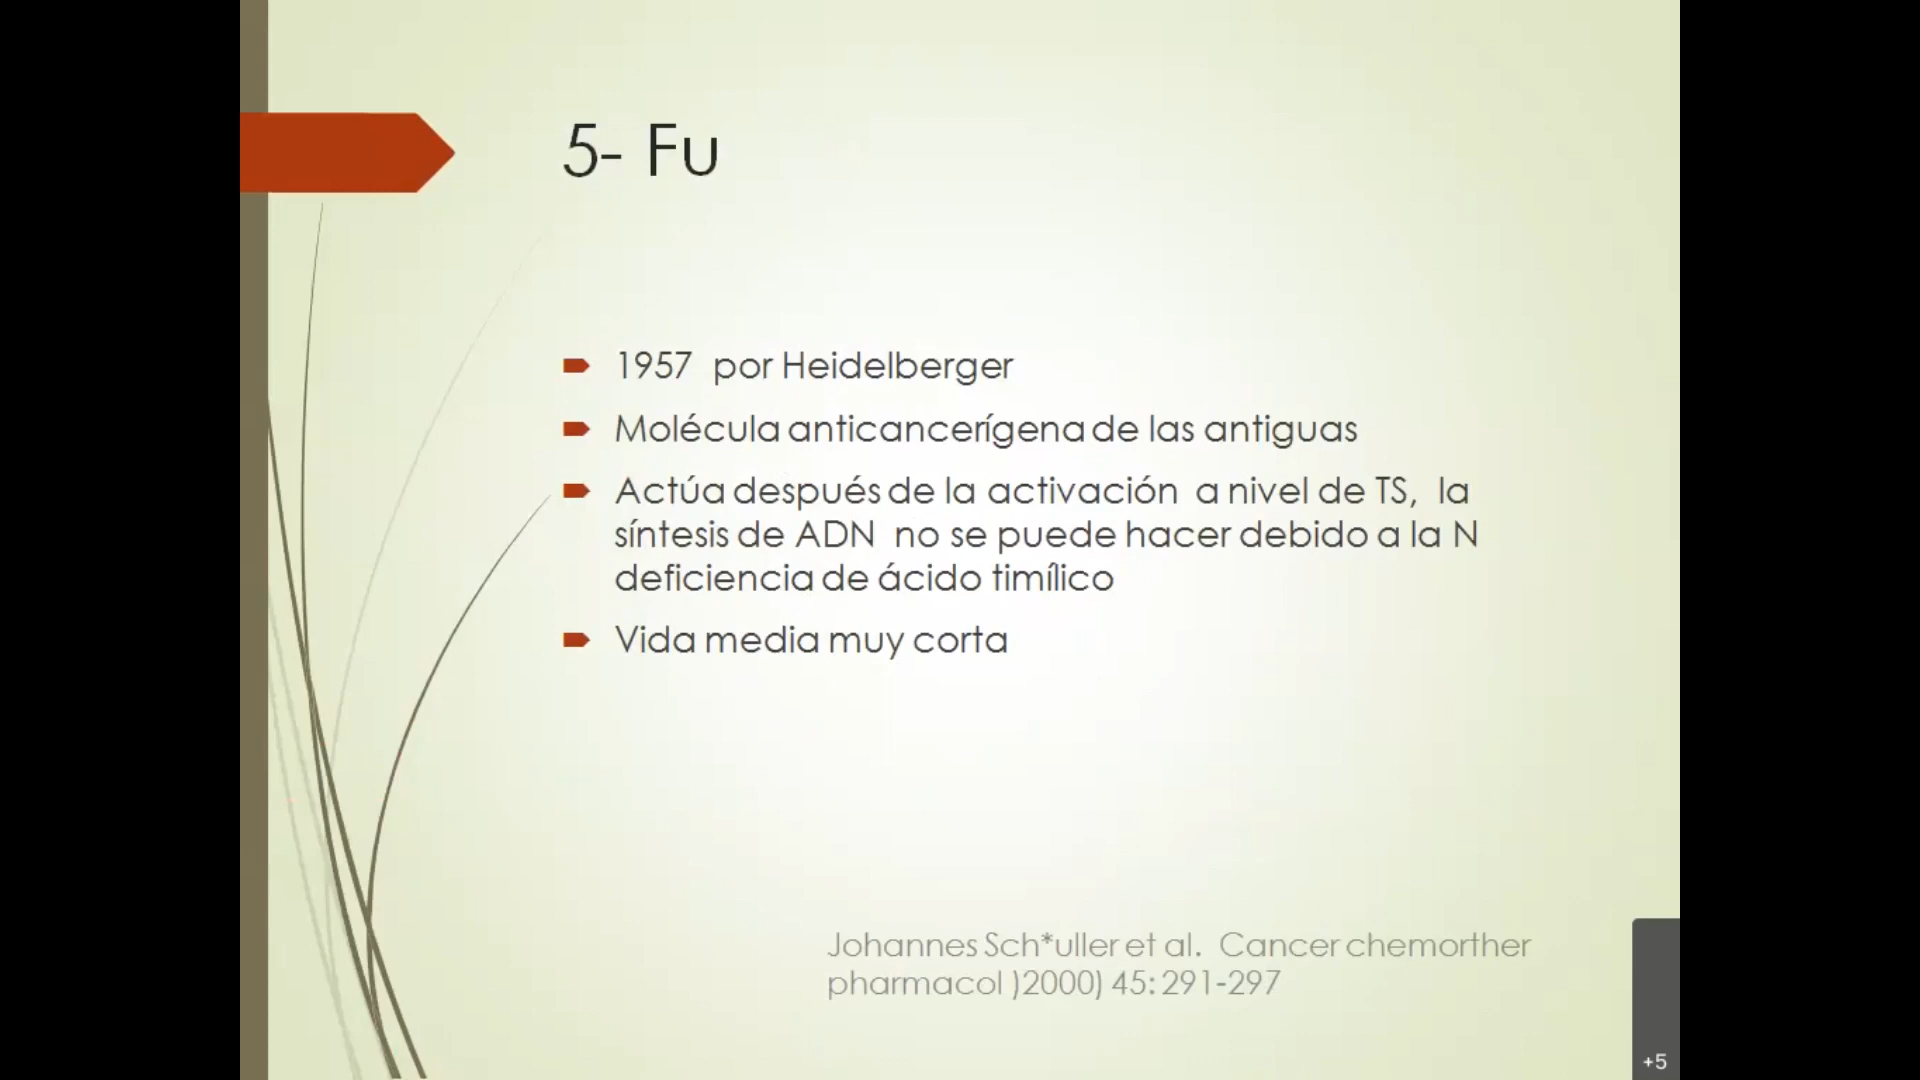 5- Fu
1957 por Heidelberger
Molécula anticancerígena de las antiguas
Actúa después de la activación a nivel de TS, la
síntesis de ADN no se puede hacer debido a la N
deficiencia de ácido timílico
Vida media muy corta
Johannes Sch*uller et al. Cancer chemorther
pharmacol )2000) 45:291-297
+5